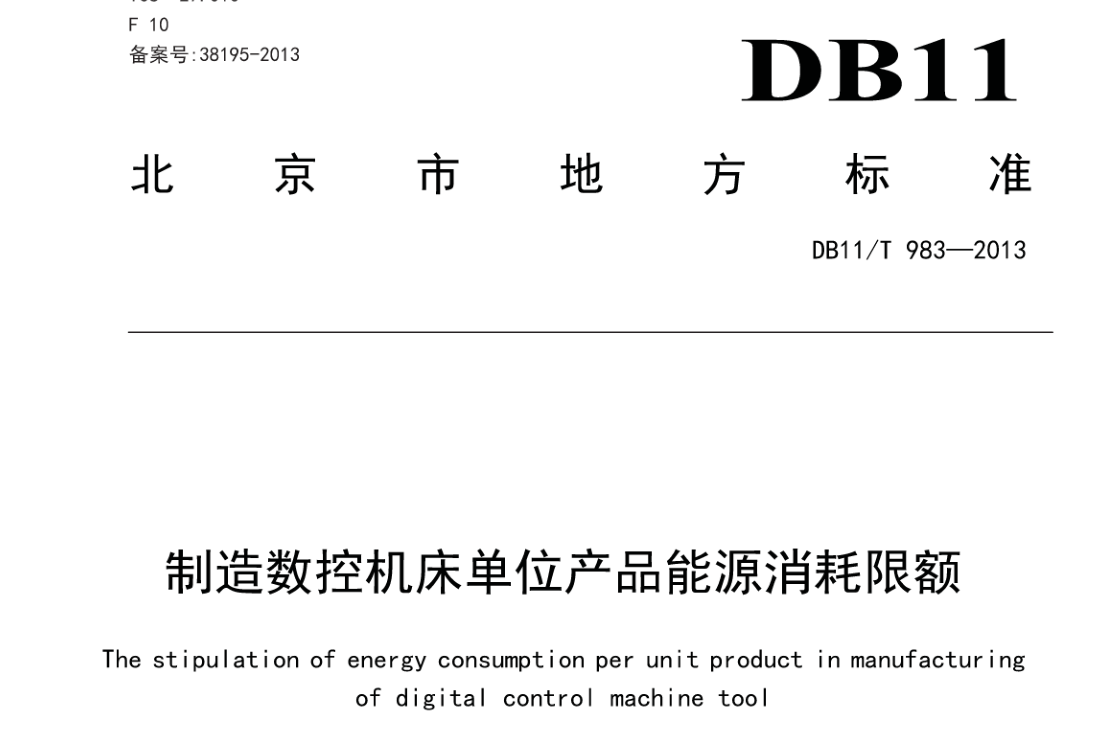 F 10
备案号:38195-2013
DB11
北京市地方标准
DB11/T 983—2013
制造数控机床单位产品能源消耗限额
The stipulation of energy consumption per unit product in manufacturing
of digital control machine tool